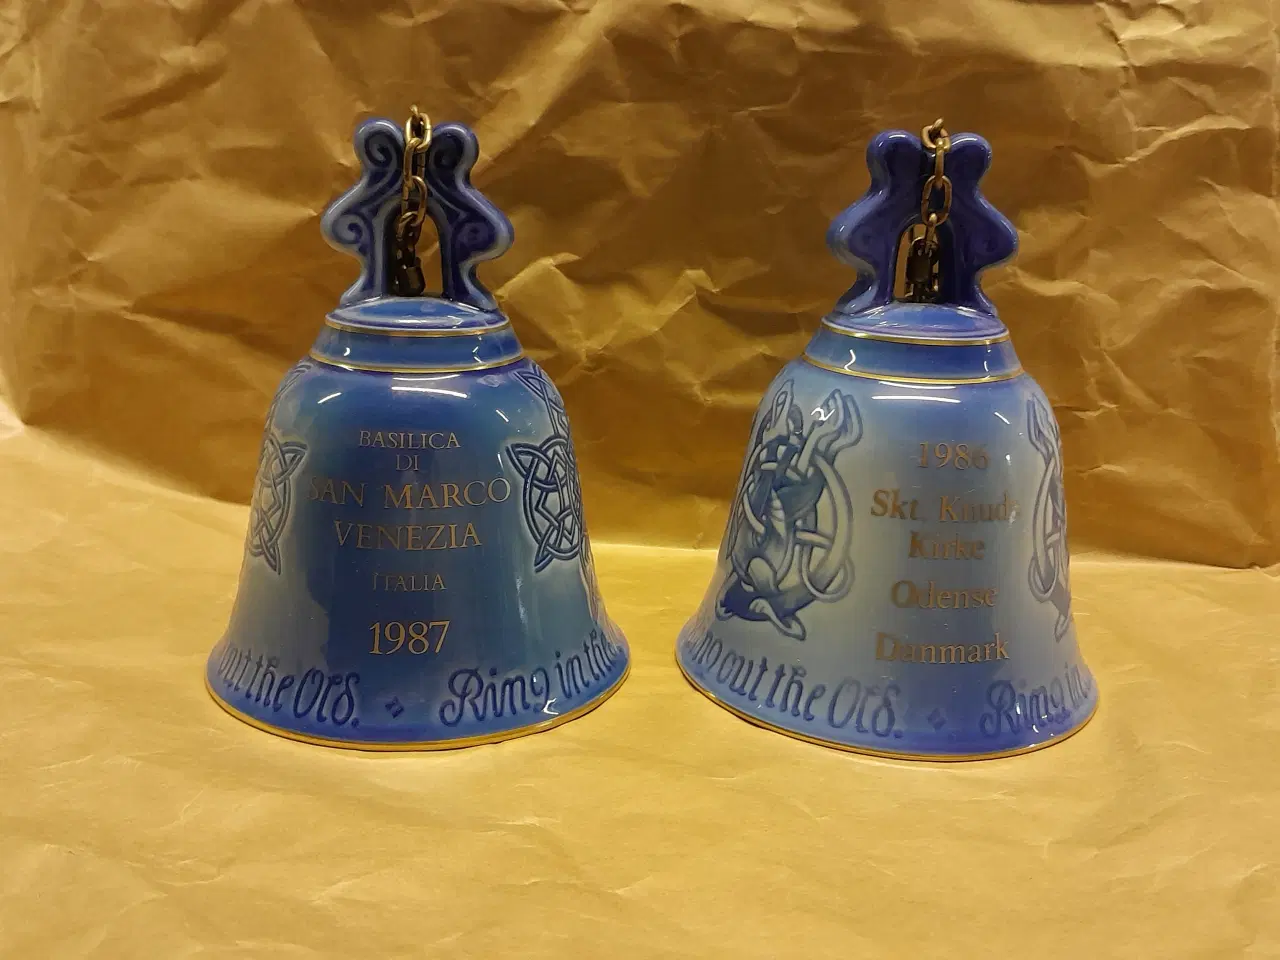 BASILICA
DI
SAN MARCO
VENEZIA
ITALIA
1987
out the Old.
Ring in the
1986
Skt. Knuds
Kirke
Odense
Danmark
out the Old.
Ring in